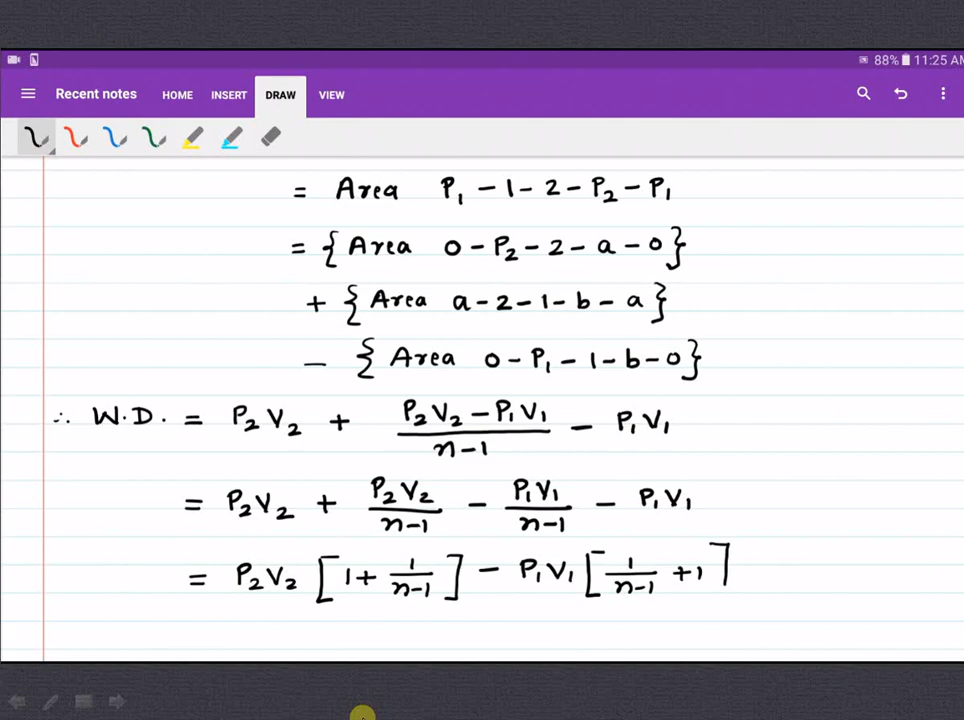 88% 11:25 AM
Recent notes HOME INSERT DRAW VIEW
= Area P₁ - 1 - 2 - P₂ - P₁
= {Area 0 - P₂ - 2 - a - 0}
+ {Area a - 2 - 1 - b - a}
- {Area 0 - P₁ - 1 - b - 0}
∴ W.D. = P₂V₂ + (P₂V₂ - P₁V₁)/(n-1) - P₁V₁
= P₂V₂ + P₂V₂/(n-1) - P₁V₁/(n-1) - P₁V₁
= P₂V₂ [1 + 1/(n-1)] - P₁V₁ [1/(n-1) + 1]